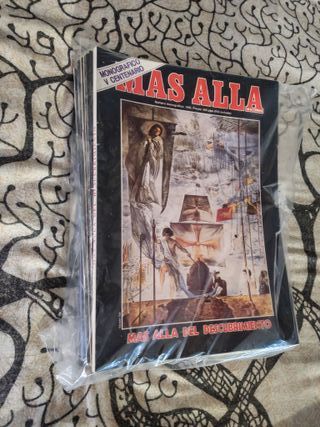 MONOGRAFICO
V CENTENARIO
MAS ALLA
MAS ALLA DEL DESCUBRIMIENTO